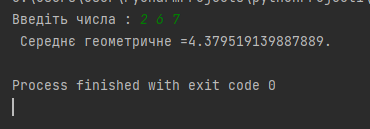 Введіть числа : 2 6 7
Середнє геометричне =4.379519139887889.
Process finished with exit code 0